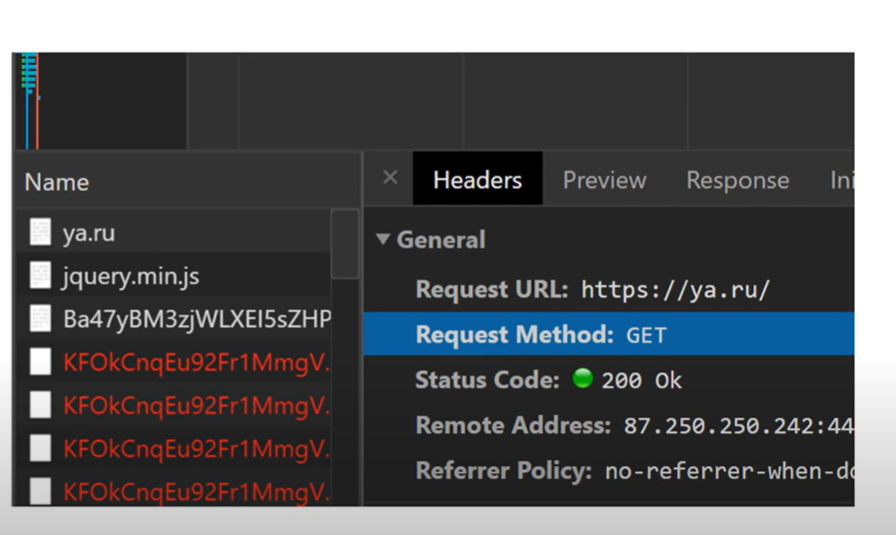 Name
ya.ru
jquery.min.js
Ba47yBM3zjWLXEI5sZHP
KFOkCnqEu92Fr1MmgV.
KFOkCnqEu92Fr1MmgV.
KFOkCnqEu92Fr1MmgV.
KFOkCnqEu92Fr1MmgV.
× Headers Preview Response Ini
▼ General
Request URL: https://ya.ru/
Request Method: GET
Status Code: 200 Ok
Remote Address: 87.250.250.242:44
Referrer Policy: no-referrer-when-do